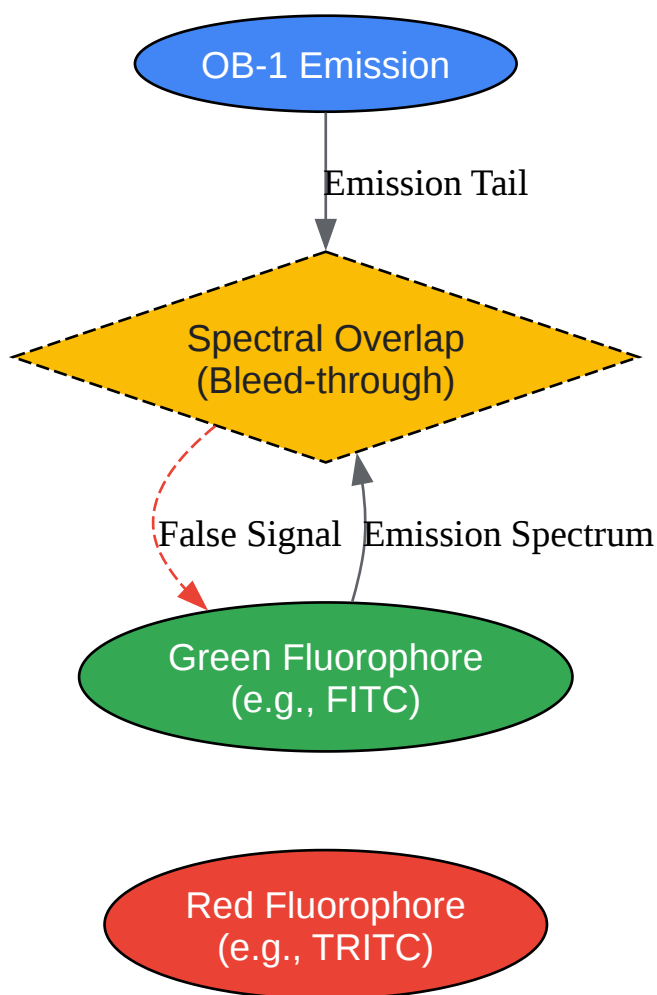 OB-1 Emission
Emission Tail
Spectral Overlap
(Bleed-through)
False Signal
Emission Spectrum
Green Fluorophore
(e.g., FITC)
Red Fluorophore
(e.g., TRITC)